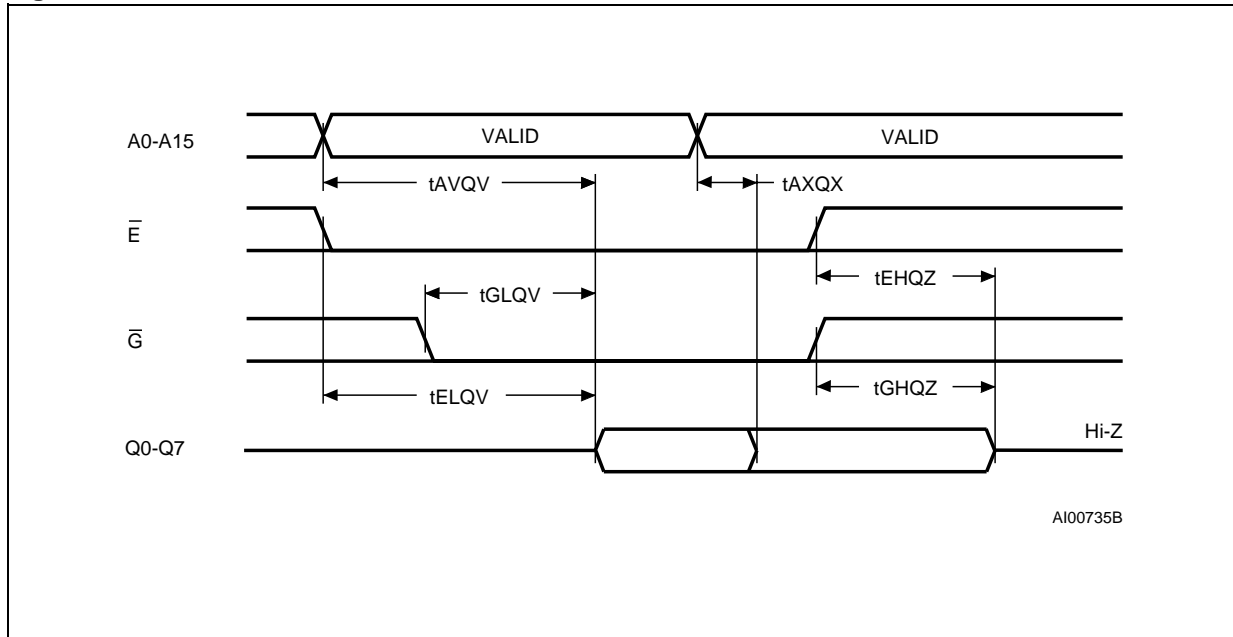 A0-A15
VALID
VALID
tAVQV
tAXQX
E̅
tEHQZ
tGLQV
G̅
tELQV
tGHQZ
Q0-Q7
Hi-Z
AI00735B